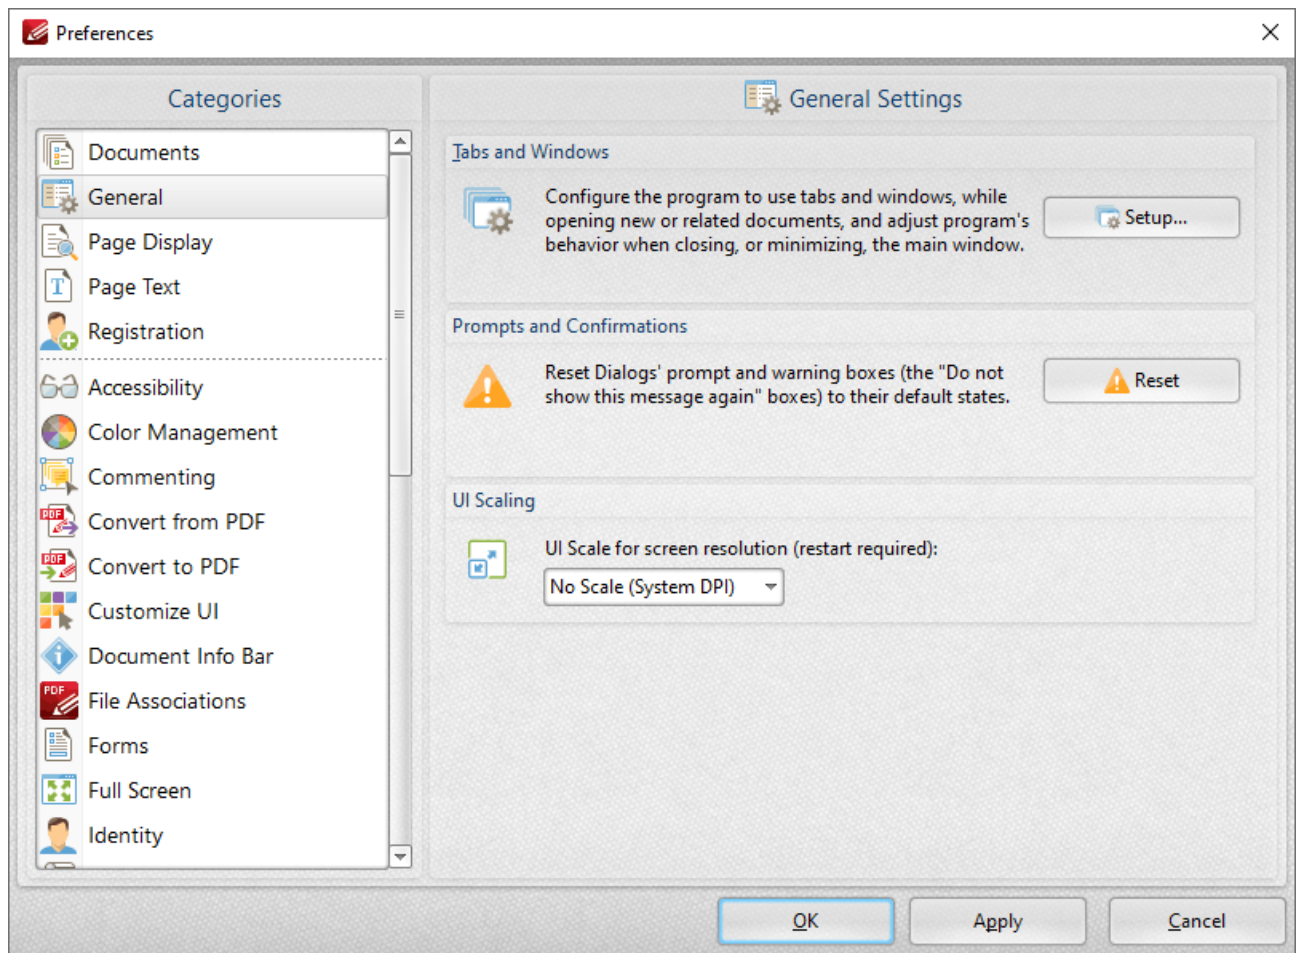 Preferences
Categories
Documents
General
Page Display
Page Text
Registration
Accessibility
Color Management
Commenting
Convert from PDF
Convert to PDF
Customize UI
Document Info Bar
File Associations
Forms
Full Screen
Identity
General Settings
Tabs and Windows
Configure the program to use tabs and windows, while
opening new or related documents, and adjust program's
behavior when closing, or minimizing, the main window.
Setup...
Prompts and Confirmations
Reset Dialogs' prompt and warning boxes (the "Do not
show this message again" boxes) to their default states.
Reset
UI Scaling
UI Scale for screen resolution (restart required):
No Scale (System DPI)
OK
Apply
Cancel